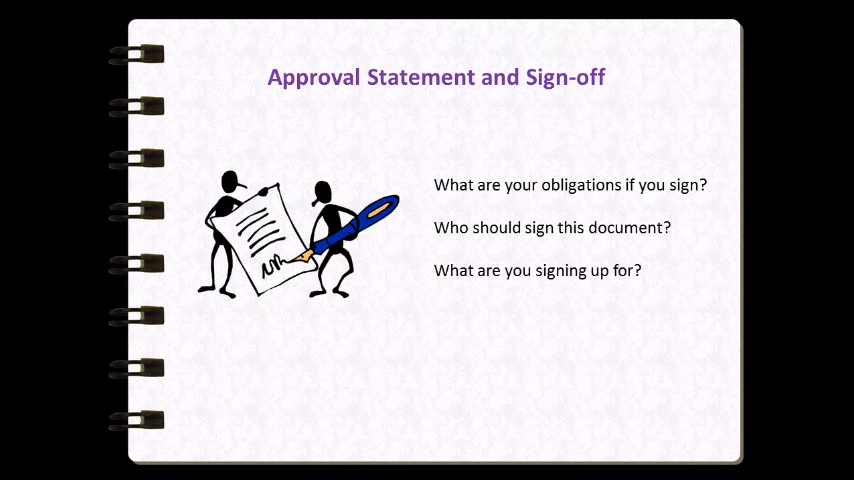 Approval Statement and Sign-off
What are your obligations if you sign?
Who should sign this document?
What are you signing up for?